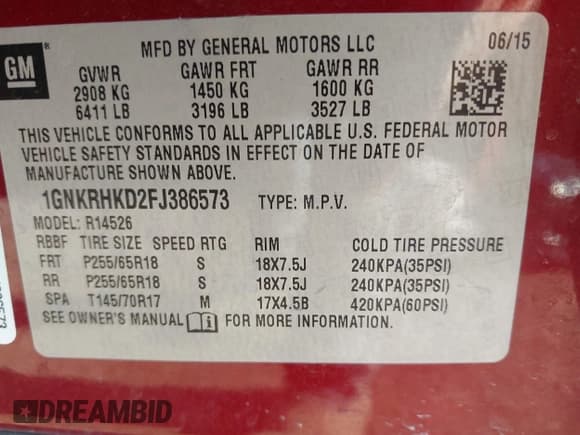 GM
®
MFD BY GENERAL MOTORS LLC 06/15
GVWR GAWR FRT GAWR RR
2908 KG 1450 KG 1600 KG
6411 LB 3196 LB 3527 LB
THIS VEHICLE CONFORMS TO ALL APPLICABLE U.S. FEDERAL MOTOR
VEHICLE SAFETY STANDARDS IN EFFECT ON THE DATE OF
MANUFACTURE SHOWN ABOVE.
1GNKRHKD2FJ386573 TYPE: M.P.V.
MODEL: R14526
RBBF TIRE SIZE SPEED RTG RIM COLD TIRE PRESSURE
FRT P255/65R18 S 18X7.5J 240KPA(35PSI)
RR P255/65R18 S 18X7.5J 240KPA(35PSI)
SPA T145/70R17 M 17X4.5B 420KPA(60PSI)
SEE OWNER'S MANUAL i FOR MORE INFORMATION.
DREAMBID